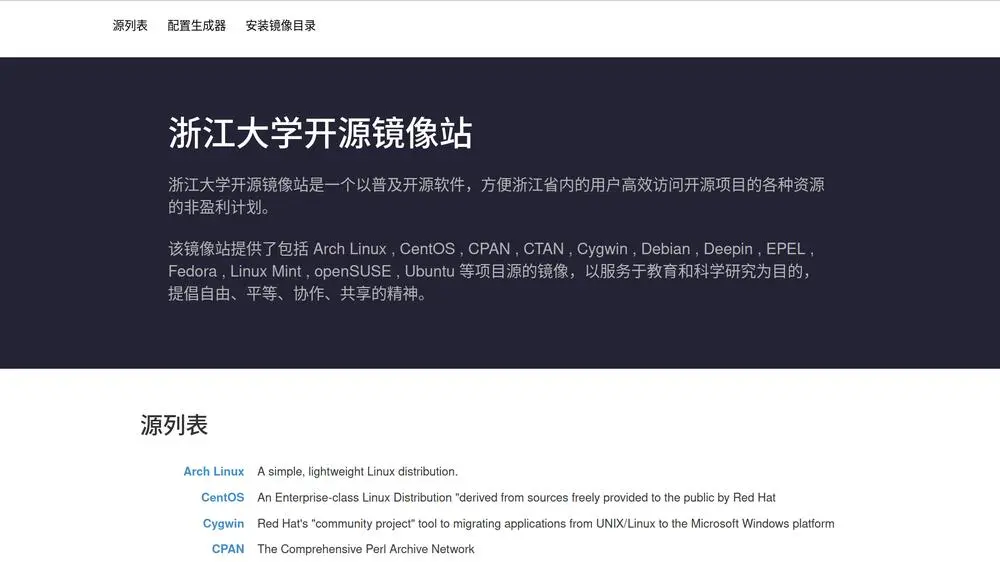 源列表 配置生成器 安装镜像目录
浙江大学开源镜像站
浙江大学开源镜像站是一个以普及开源软件，方便浙江省内的用户高效访问开源项目的各种资源
的非盈利计划。
该镜像站提供了包括 Arch Linux , CentOS , CPAN , CTAN , Cygwin , Debian , Deepin , EPEL ,
Fedora , Linux Mint , openSUSE , Ubuntu 等项目源的镜像，以服务于教育和科学研究为目的，
提倡自由、平等、协作、共享的精神。
源列表
Arch Linux A simple, lightweight Linux distribution.
CentOS An Enterprise-class Linux Distribution "derived from sources freely provided to the public by Red Hat
Cygwin Red Hat's "community project" tool to migrating applications from UNIX/Linux to the Microsoft Windows platform
CPAN The Comprehensive Perl Archive Network